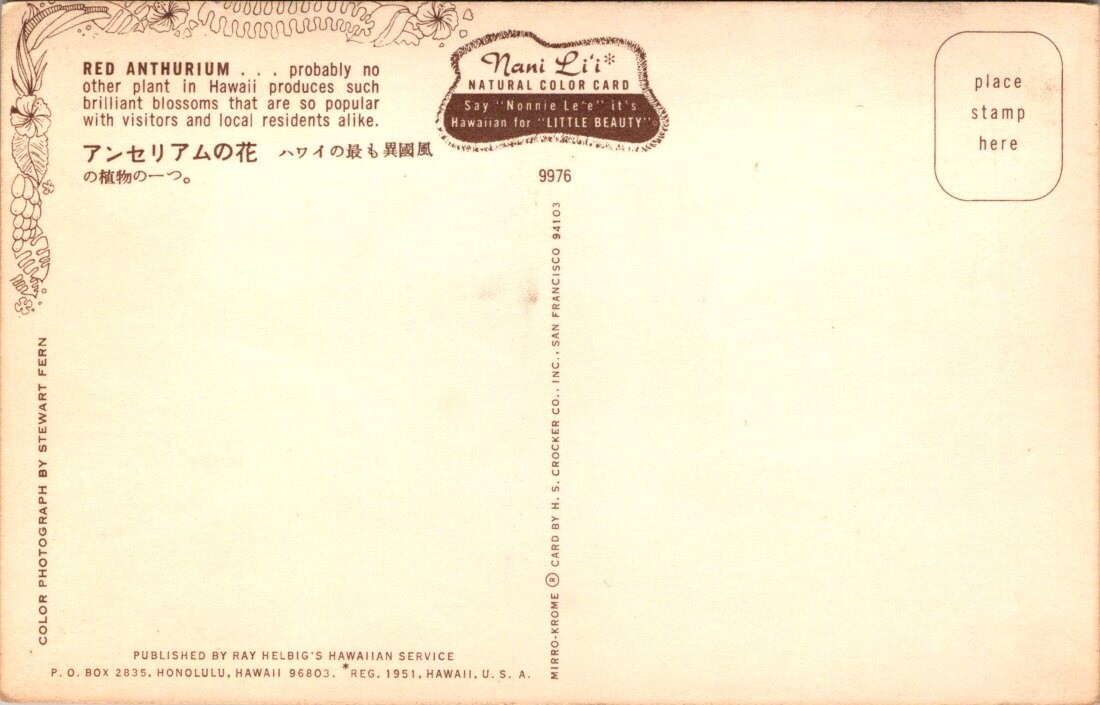 RED ANTHURIUM . . . probably no
other plant in Hawaii produces such
brilliant blossoms that are so popular
with visitors and local residents alike.
アンセリアムの花 ハワイの最も異國風
の植物の一つ。
Nani Li'i*
NATURAL COLOR CARD
Say "Nonnie Le'e" it's
Hawaiian for "LITTLE BEAUTY"
9976
place
stamp
here
COLOR PHOTOGRAPH BY STEWART FERN
MIRRO-KROME ® CARD BY H. S. CROCKER CO., INC., SAN FRANCISCO 94103
PUBLISHED BY RAY HELBIG'S HAWAIIAN SERVICE
P. O. BOX 2835, HONOLULU, HAWAII 96803. *REG. 1951, HAWAII, U. S. A.